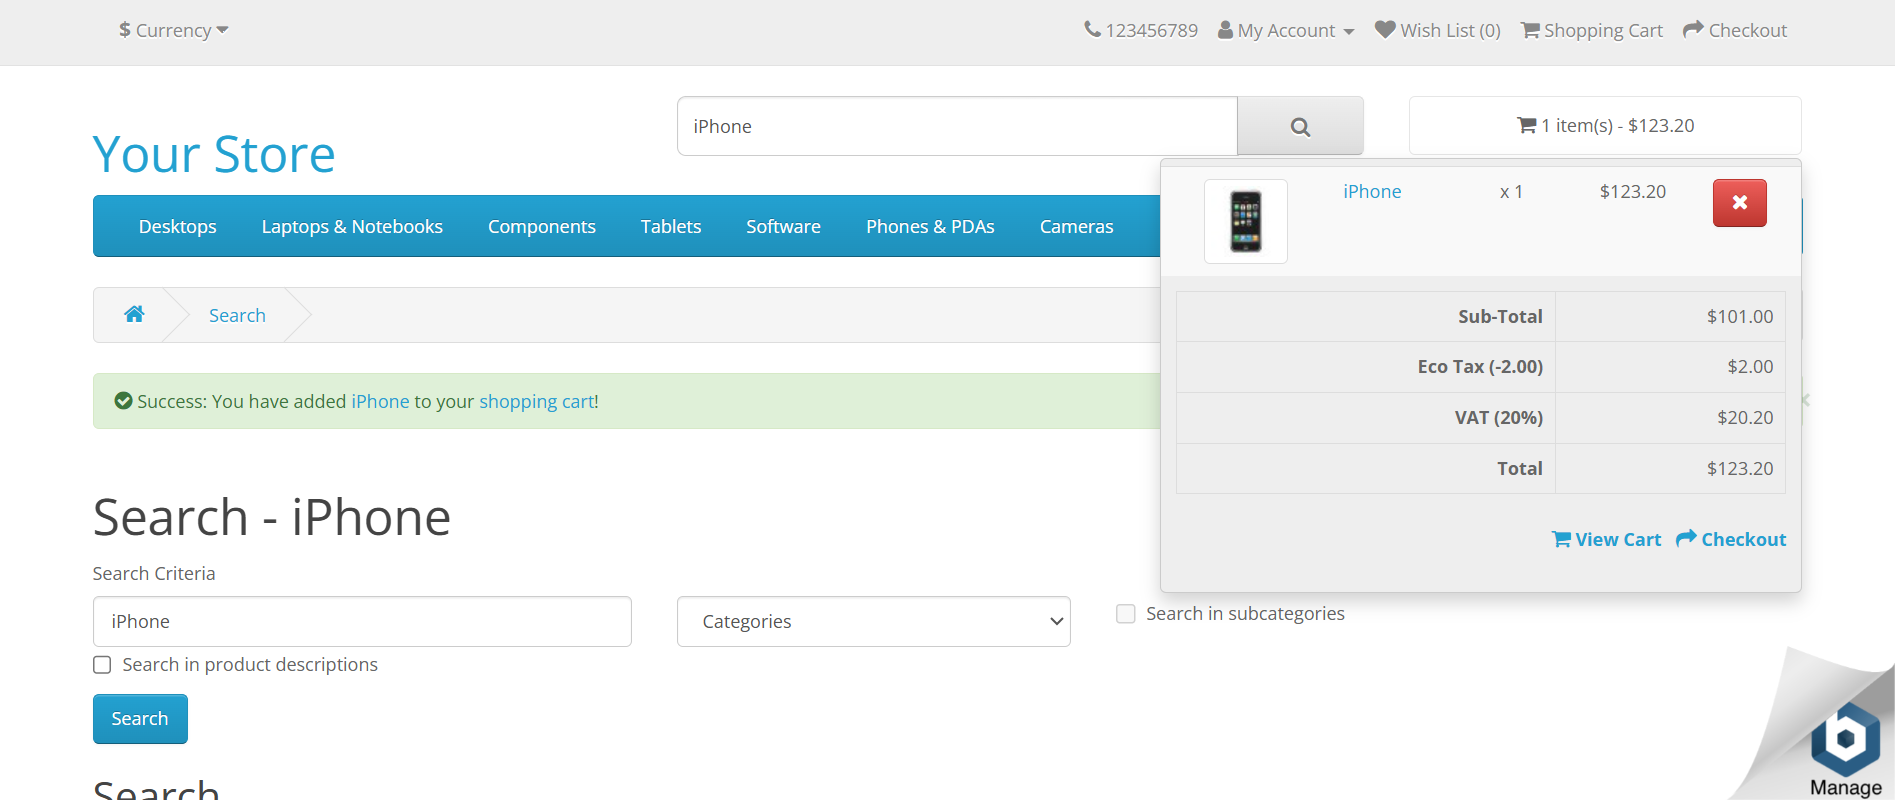 $ Currency
123456789 My Account Wish List (0) Shopping Cart Checkout
Your Store
iPhone
1 item(s) - $123.20
iPhone x 1 $123.20
Desktops Laptops & Notebooks Components Tablets Software Phones & PDAs Cameras
Search
Sub-Total $101.00
Eco Tax (-2.00) $2.00
VAT (20%) $20.20
Total $123.20
View Cart Checkout
Success: You have added iPhone to your shopping cart!
Search - iPhone
Search Criteria
iPhone
Categories
Search in subcategories
Search in product descriptions
Search
Search
Manage